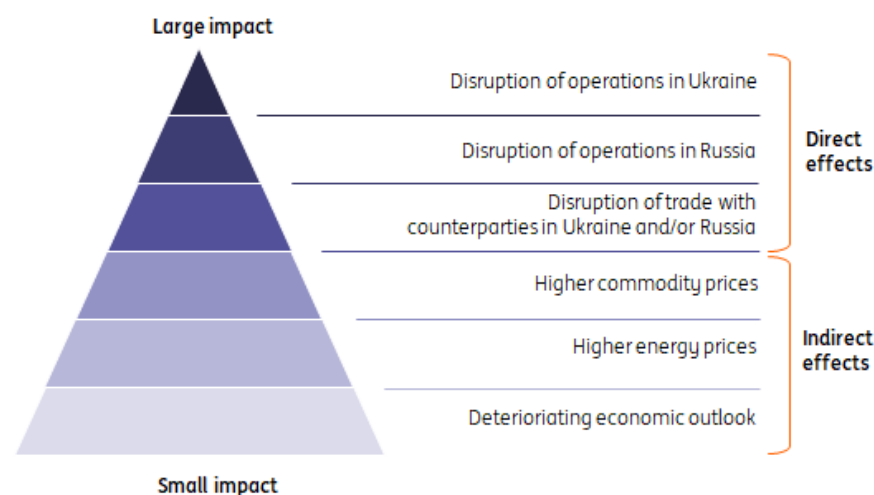 Large impact
Disruption of operations in Ukraine
Disruption of operations in Russia
Direct
effects
Disruption of trade with
counterparties in Ukraine and/or Russia
Higher commodity prices
Higher energy prices
Indirect
effects
Deterioriating economic outlook
Small impact